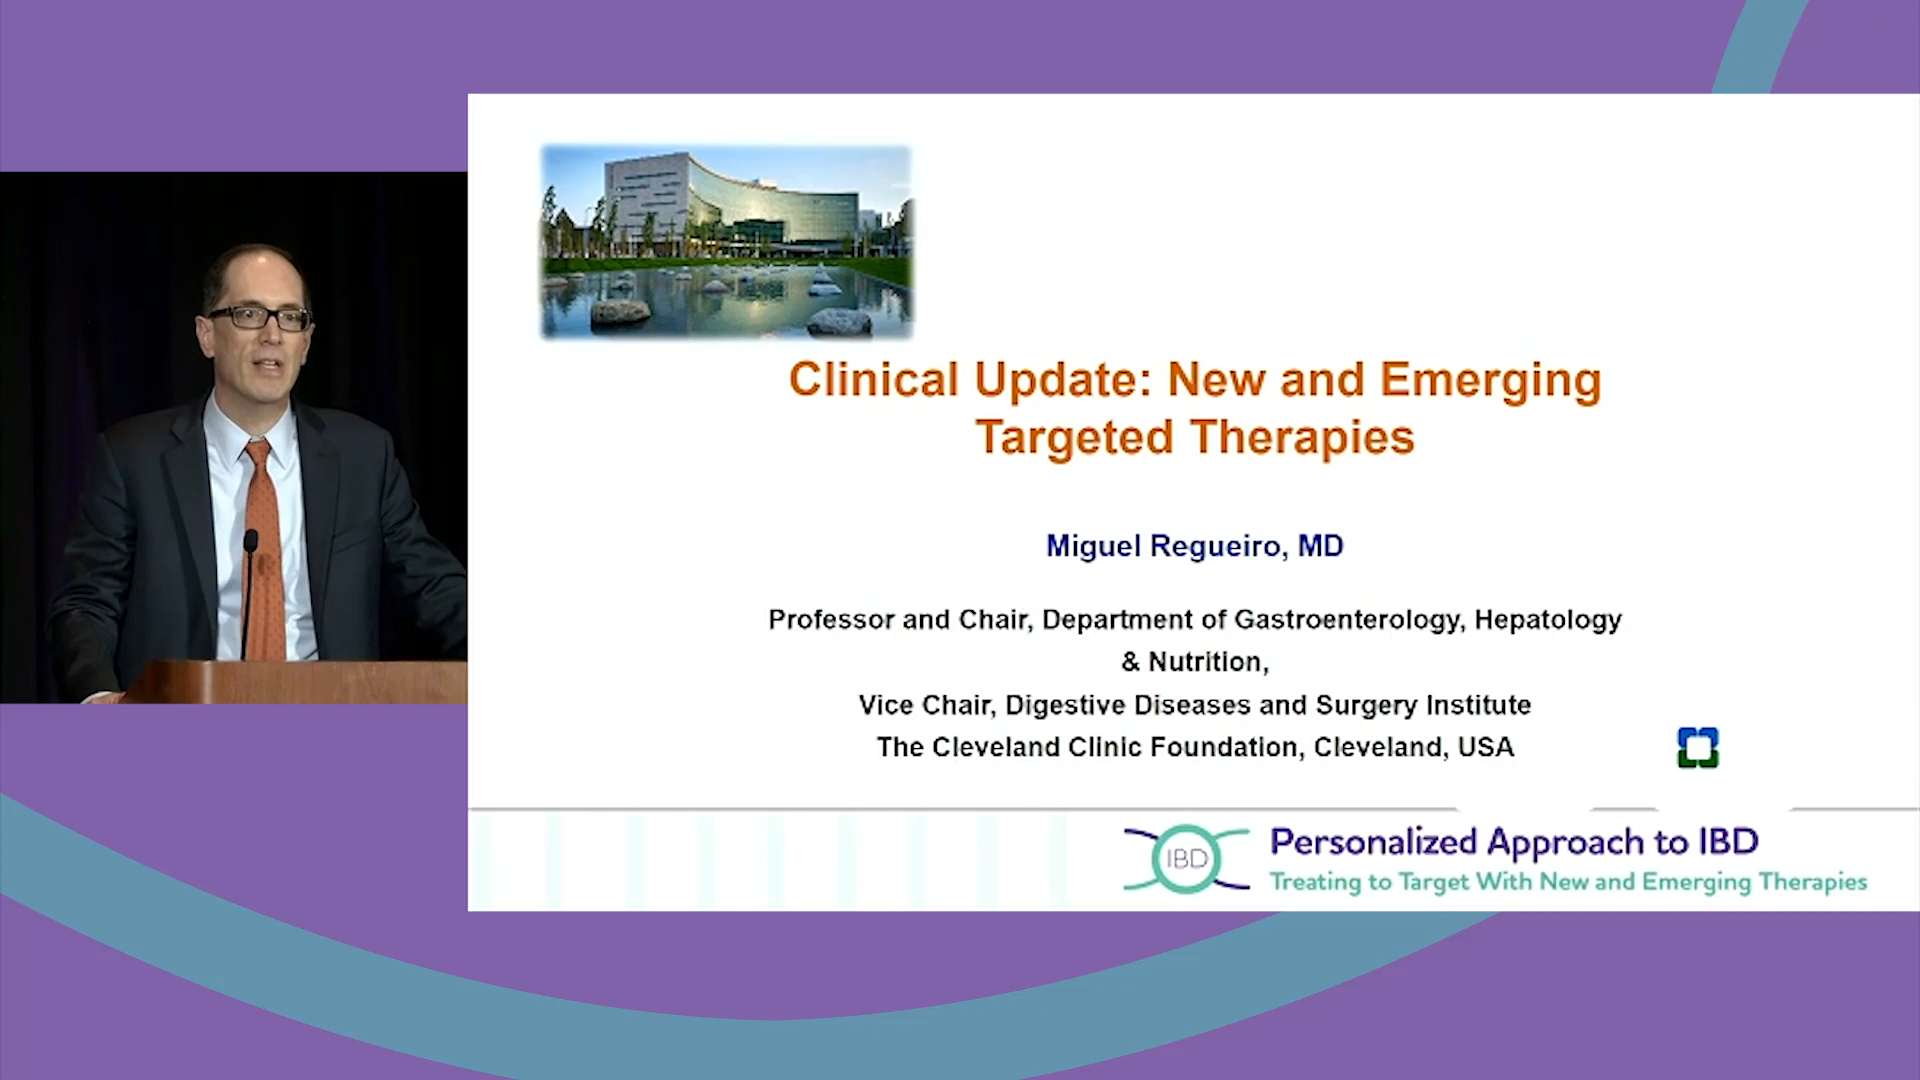 Clinical Update: New and Emerging
Targeted Therapies
Miguel Regueiro, MD
Professor and Chair, Department of Gastroenterology, Hepatology
& Nutrition,
Vice Chair, Digestive Diseases and Surgery Institute
The Cleveland Clinic Foundation, Cleveland, USA
IBD
Personalized Approach to IBD
Treating to Target With New and Emerging Therapies